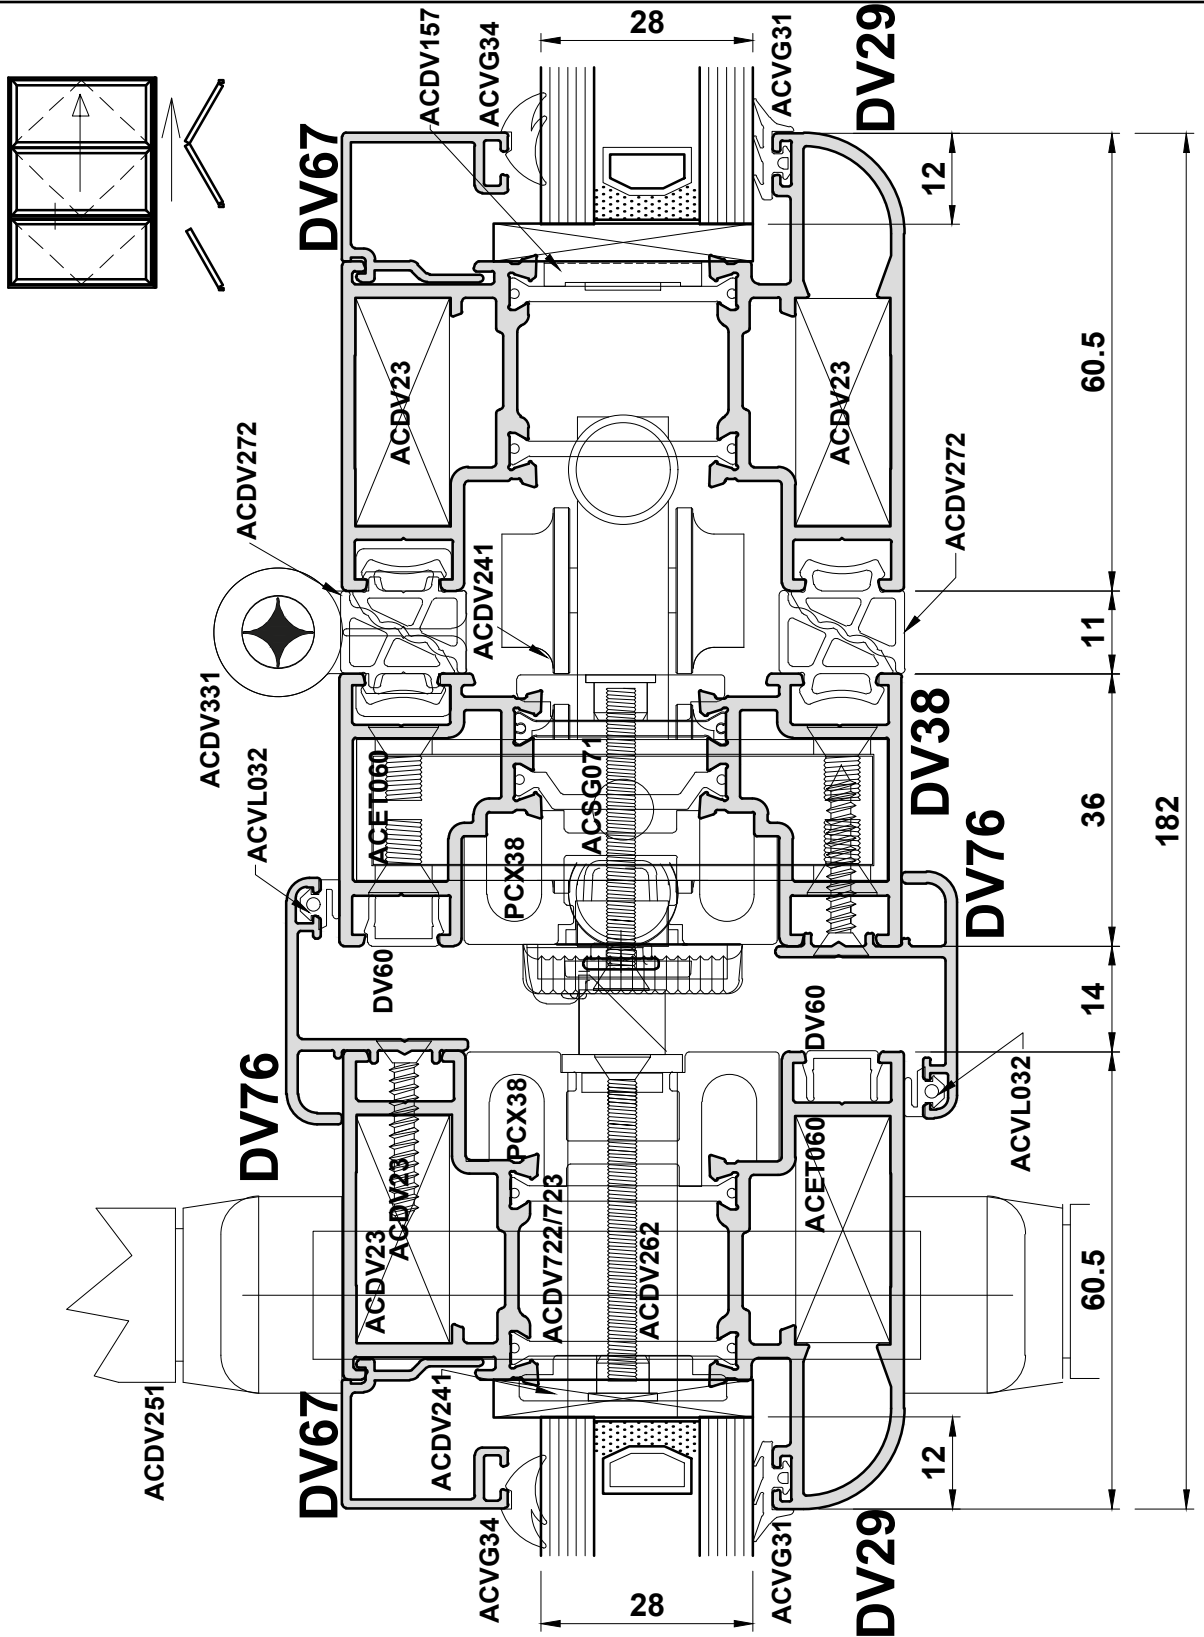 28
ACDV157
ACVG34
ACVG31
DV29
DV67
12
60.5
ACDV23
ACDV23
ACDV272
ACDV272
ACDV241
11
ACDV331
ACVL032
ACET060
ACSG071
PCX38
DV38
36
182
DV76
DV60
DV60
14
DV76
PCX38
ACVL032
ACDV23
ACDV23
ACDV722/723
ACDV262
ACET060
60.5
ACDV251
DV67
ACDV241
12
ACVG34
28
ACVG31
DV29